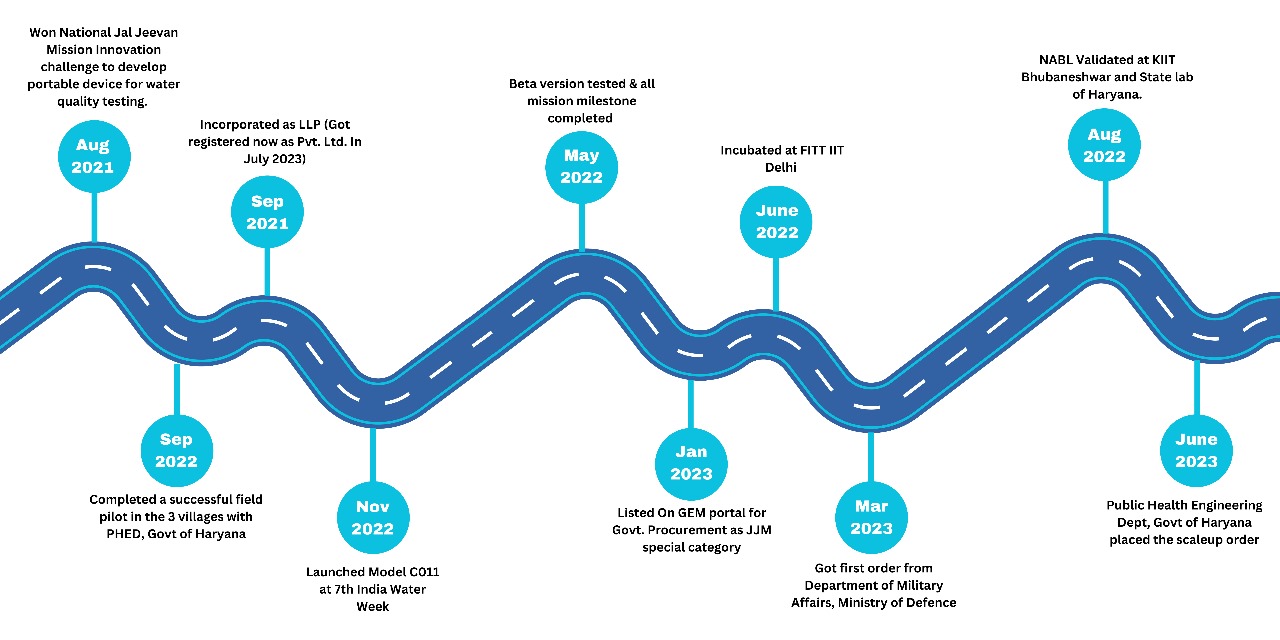 Won National Jal Jeevan
Mission Innovation
challenge to develop
portable device for water
quality testing.
Aug
2021
Incorporated as LLP (Got
registered now as Pvt. Ltd. In
July 2023)
Sep
2021
Beta version tested & all
mission milestone
completed
May
2022
Incubated at FITT IIT
Delhi
June
2022
NABL Validated at KIIT
Bhubaneshwar and State lab
of Haryana.
Aug
2022
Sep
2022
Completed a successful field
pilot in the 3 villages with
PHED, Govt of Haryana
Nov
2022
Launched Model C011
at 7th India Water
Week
Jan
2023
Listed On GEM portal for
Govt. Procurement as JJM
special category
Mar
2023
Got first order from
Department of Military
Affairs, Ministry of Defence
June
2023
Public Health Engineering
Dept, Govt of Haryana
placed the scaleup order